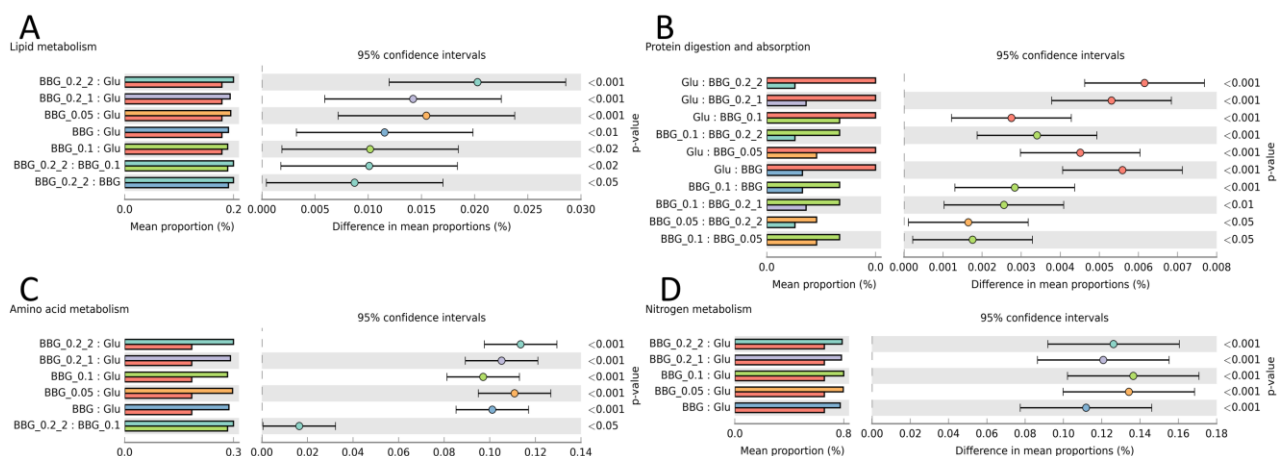 A
Lipid metabolism
95% confidence intervals
BBG_0.2_2 : Glu
<0.001
BBG_0.2_1 : Glu
<0.001
BBG_0.05 : Glu
<0.001
BBG : Glu
<0.01
BBG_0.1 : Glu
<0.02
BBG_0.2_2 : BBG_0.1
<0.02
BBG_0.2_2 : BBG
<0.05
p-value
0.0 0.2 0.000 0.005 0.010 0.015 0.020 0.025 0.030
Mean proportion (%)
Difference in mean proportions (%)
B
Protein digestion and absorption
95% confidence intervals
Glu : BBG_0.2_2
<0.001
Glu : BBG_0.2_1
<0.001
Glu : BBG_0.1
<0.001
BBG_0.1 : BBG_0.2_2
<0.001
Glu : BBG_0.05
<0.001
Glu : BBG
<0.001
BBG_0.1 : BBG
<0.001
BBG_0.1 : BBG_0.2_1
<0.01
BBG_0.05 : BBG_0.2_2
<0.05
BBG_0.1 : BBG_0.05
<0.05
p-value
0.0 0.0 0.000 0.001 0.002 0.003 0.004 0.005 0.006 0.007 0.008
Mean proportion (%)
Difference in mean proportions (%)
C
Amino acid metabolism
95% confidence intervals
BBG_0.2_2 : Glu
<0.001
BBG_0.2_1 : Glu
<0.001
BBG_0.1 : Glu
<0.001
BBG_0.05 : Glu
<0.001
BBG : Glu
<0.001
BBG_0.2_2 : BBG_0.1
<0.05
p-value
0.0 0.3 0.00 0.02 0.04 0.06 0.08 0.10 0.12 0.14
Mean proportion (%)
Difference in mean proportions (%)
D
Nitrogen metabolism
95% confidence intervals
BBG_0.2_2 : Glu
<0.001
BBG_0.2_1 : Glu
<0.001
BBG_0.1 : Glu
<0.001
BBG_0.05 : Glu
<0.001
BBG : Glu
<0.001
p-value
0.0 0.8 0.00 0.02 0.04 0.06 0.08 0.10 0.12 0.14 0.16 0.18
Mean proportion (%)
Difference in mean proportions (%)